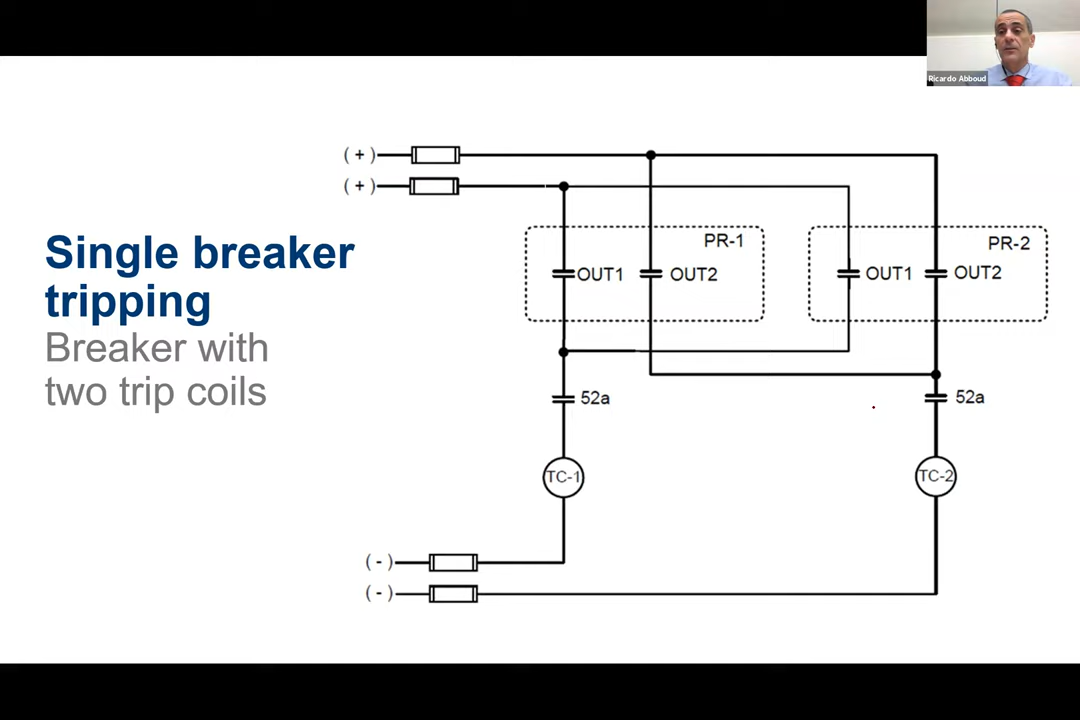 Ricardo Abboud
Single breaker
tripping
Breaker with
two trip coils
(+)
(+)
PR-1
PR-2
OUT1
OUT2
OUT1
OUT2
52a
52a
TC-1
TC-2
(-)
(-)